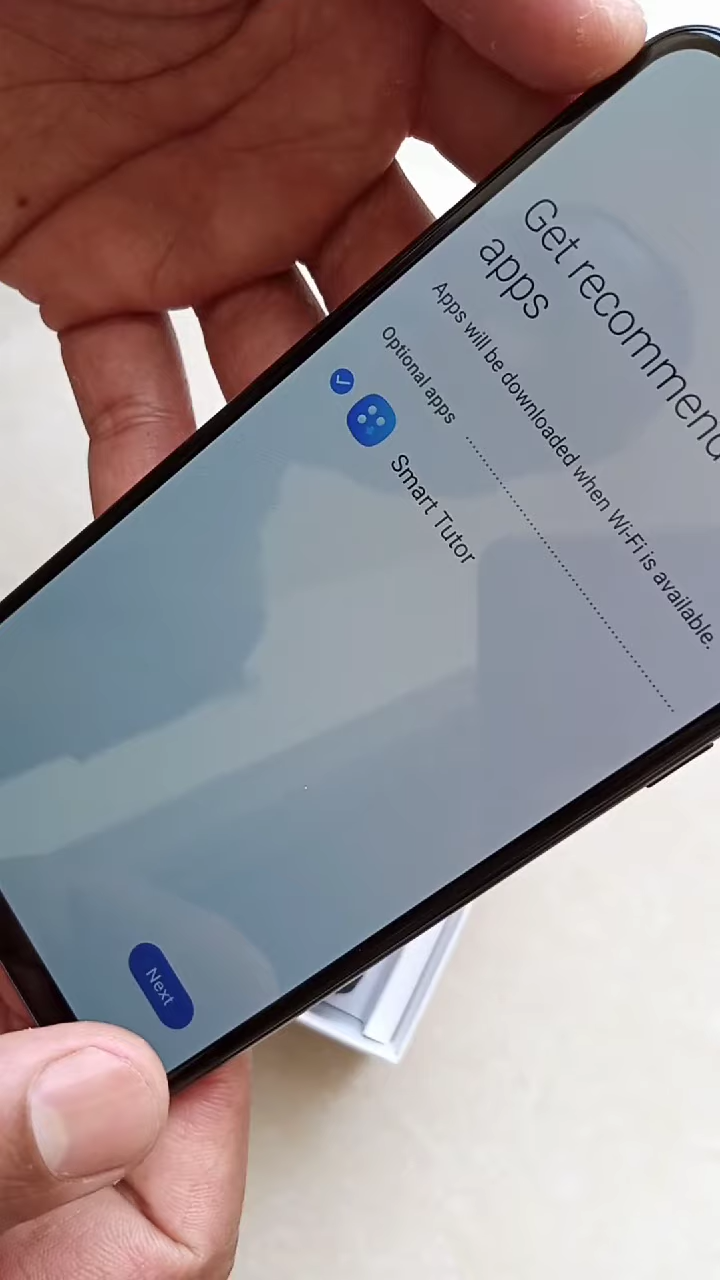 Get recommend
apps
Apps will be downloaded when Wi-Fi is available.
Optional apps
Smart Tutor
Next